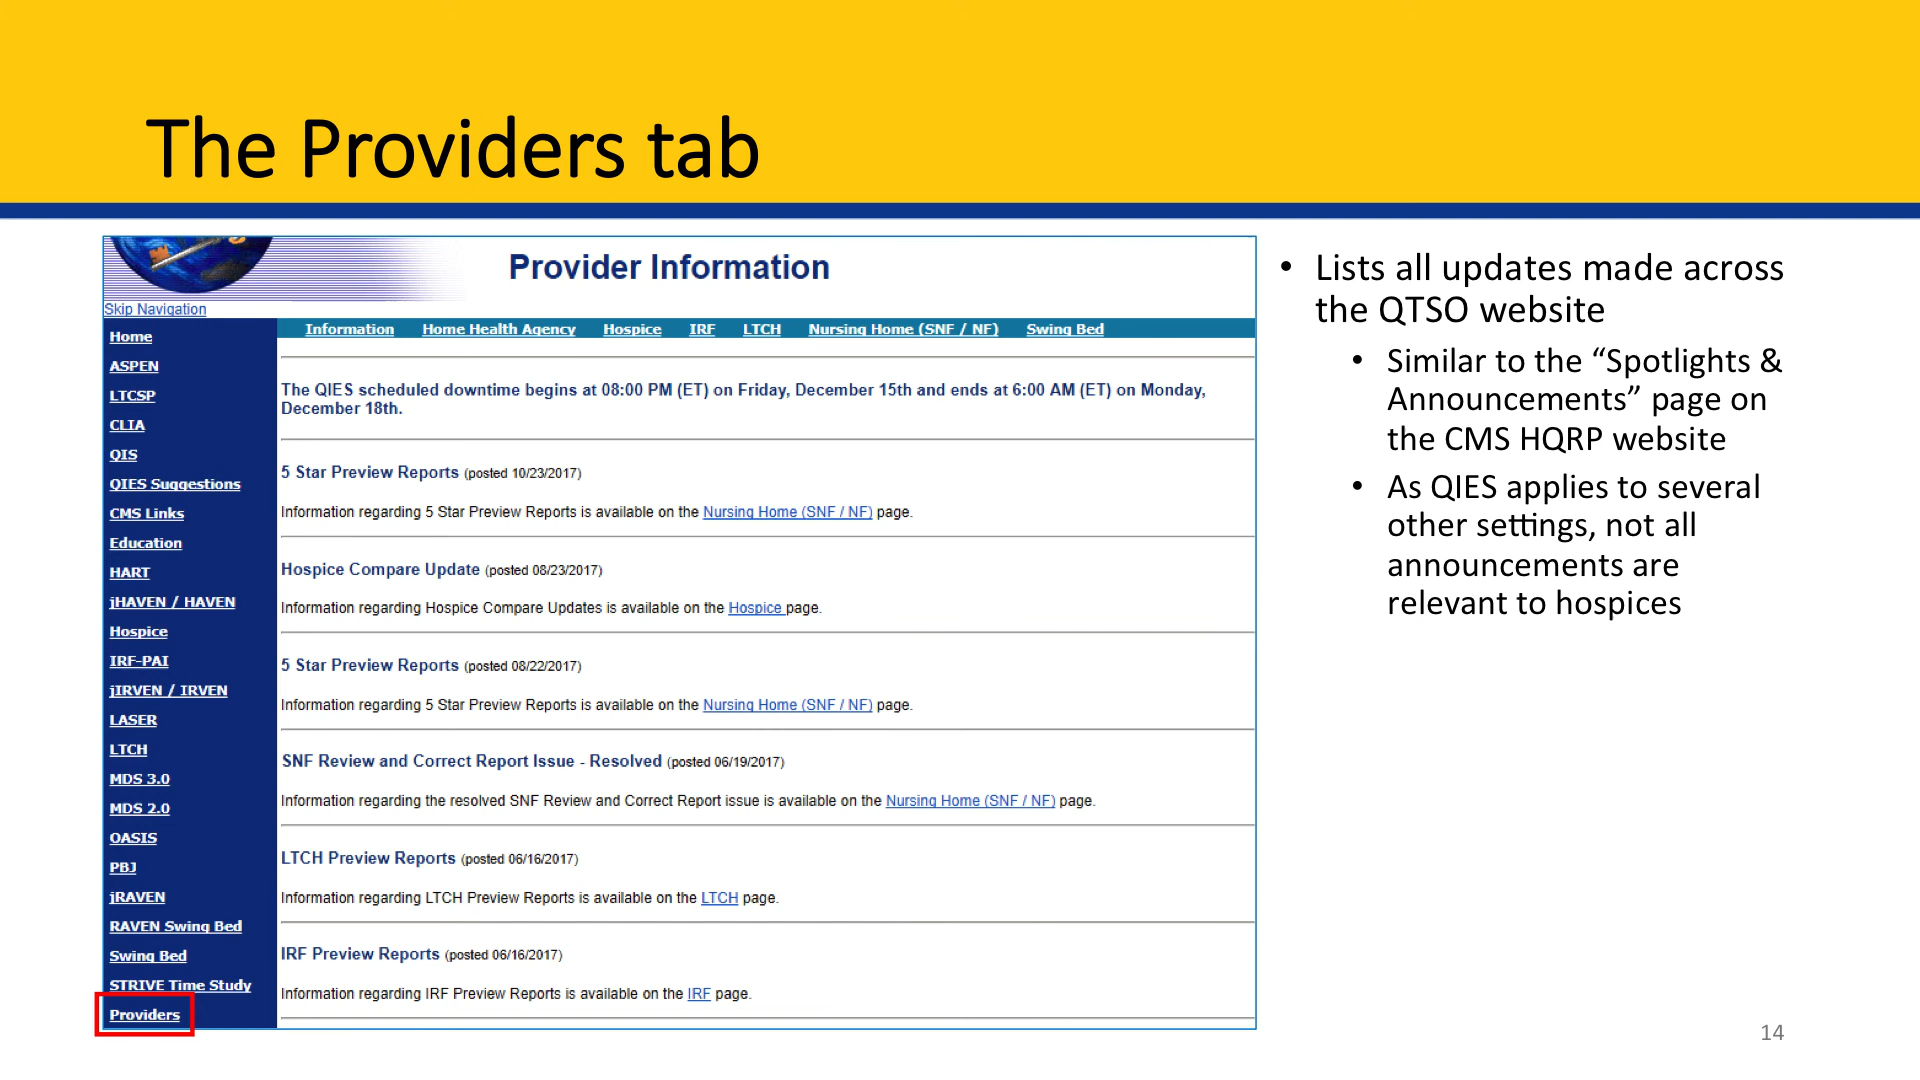 The Providers tab
Provider Information
Skip Navigation
Home
ASPEN
LTCSP
CLIA
QIS
QIES Suggestions
CMS Links
Education
HART
jHAVEN / HAVEN
Hospice
IRF-PAI
jIRVEN / IRVEN
LASER
LTCH
MDS 3.0
MDS 2.0
OASIS
PBJ
jRAVEN
RAVEN Swing Bed
Swing Bed
STRIVE Time Study
Providers
Information Home Health Agency Hospice IRF LTCH Nursing Home (SNF / NF) Swing Bed
The QIES scheduled downtime begins at 08:00 PM (ET) on Friday, December 15th and ends at 6:00 AM (ET) on Monday,
December 18th.
5 Star Preview Reports (posted 10/23/2017)
Information regarding 5 Star Preview Reports is available on the Nursing Home (SNF / NF) page.
Hospice Compare Update (posted 08/23/2017)
Information regarding Hospice Compare Updates is available on the Hospice page.
5 Star Preview Reports (posted 08/22/2017)
Information regarding 5 Star Preview Reports is available on the Nursing Home (SNF / NF) page.
SNF Review and Correct Report Issue - Resolved (posted 06/19/2017)
Information regarding the resolved SNF Review and Correct Report issue is available on the Nursing Home (SNF / NF) page.
LTCH Preview Reports (posted 06/16/2017)
Information regarding LTCH Preview Reports is available on the LTCH page.
IRF Preview Reports (posted 06/16/2017)
Information regarding IRF Preview Reports is available on the IRF page.
• Lists all updates made across
the QTSO website
• Similar to the “Spotlights &
Announcements” page on
the CMS HQRP website
• As QIES applies to several
other settings, not all
announcements are
relevant to hospices
14